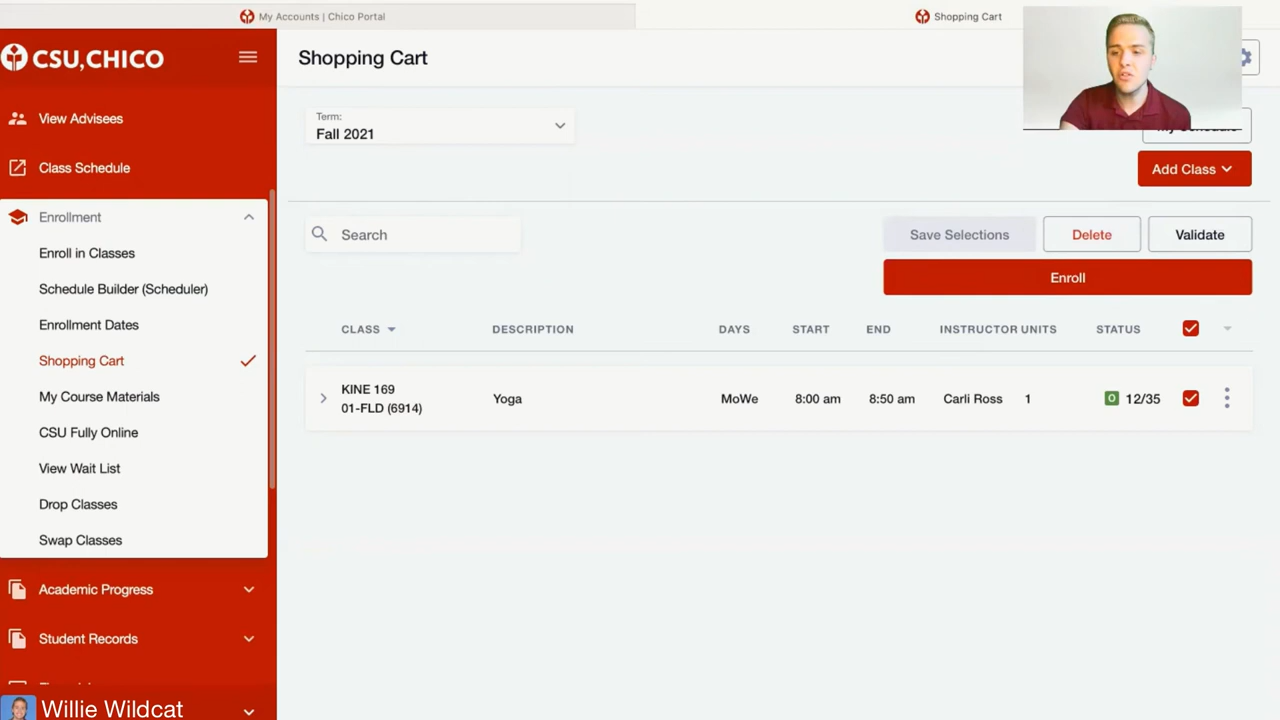 My Accounts | Chico Portal
Shopping Cart
CSU, CHICO
Shopping Cart
View Advisees
Class Schedule
Enrollment
Enroll in Classes
Schedule Builder (Scheduler)
Enrollment Dates
Shopping Cart
My Course Materials
CSU Fully Online
View Wait List
Drop Classes
Swap Classes
Academic Progress
Student Records
Willie Wildcat
Term:
Fall 2021
Add Class
Search
Save Selections
Delete
Validate
Enroll
CLASS DESCRIPTION DAYS START END INSTRUCTOR UNITS STATUS
KINE 169
01-FLD (6914)
Yoga MoWe 8:00 am 8:50 am Carli Ross 1 O 12/35